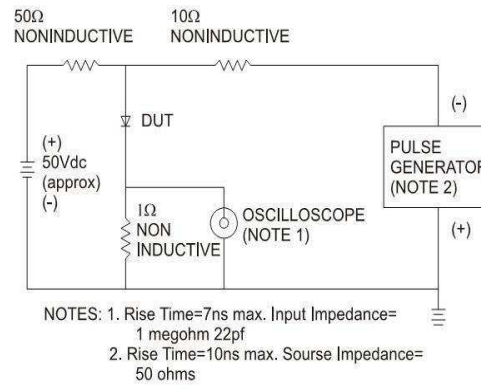 50Ω
NONINDUCTIVE
10Ω
NONINDUCTIVE
DUT
(+)
50Vdc
(approx)
(-)
1Ω
NON
INDUCTIVE
OSCILLOSCOPE
(NOTE 1)
(-)
PULSE
GENERATOR
(NOTE 2)
(+)
NOTES: 1. Rise Time=7ns max. Input Impedance=
1 megohm 22pf
2. Rise Time=10ns max. Sourse Impedance=
50 ohms